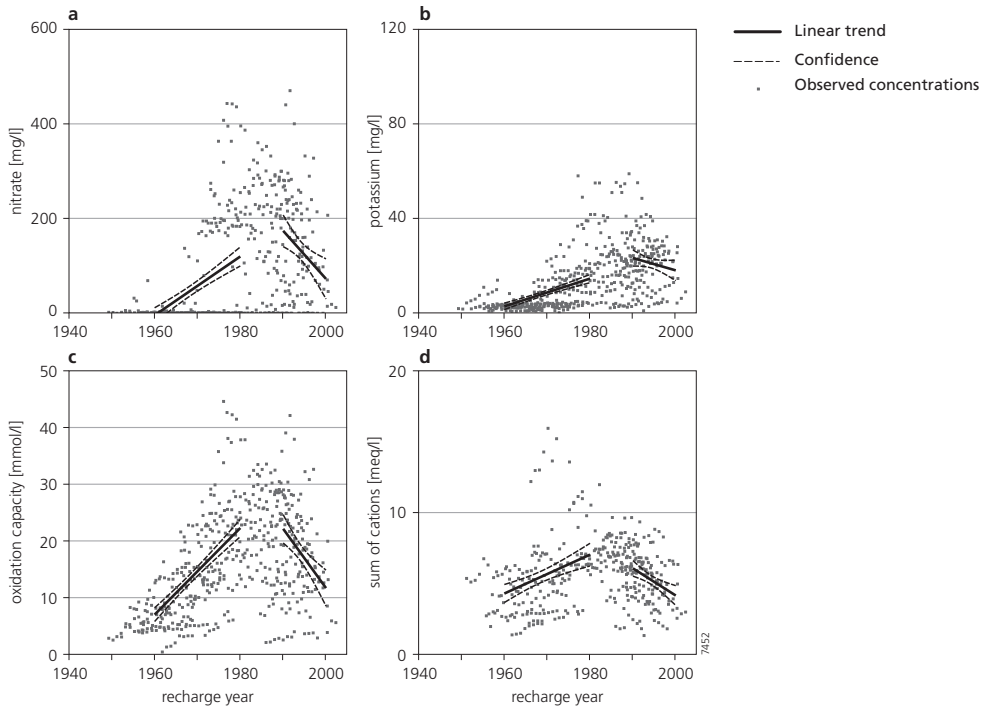 a
600
400
200
0
nitrate [mg/l]
1940
1960
1980
2000
b
120
80
40
0
potassium [mg/l]
1940
1960
1980
2000
Linear trend
Confidence
Observed concentrations
c
50
40
30
20
10
0
oxidation capacity [mmol/l]
1940
1960
1980
2000
recharge year
d
20
10
0
sum of cations [meq/l]
1940
1960
1980
2000
recharge year
7452